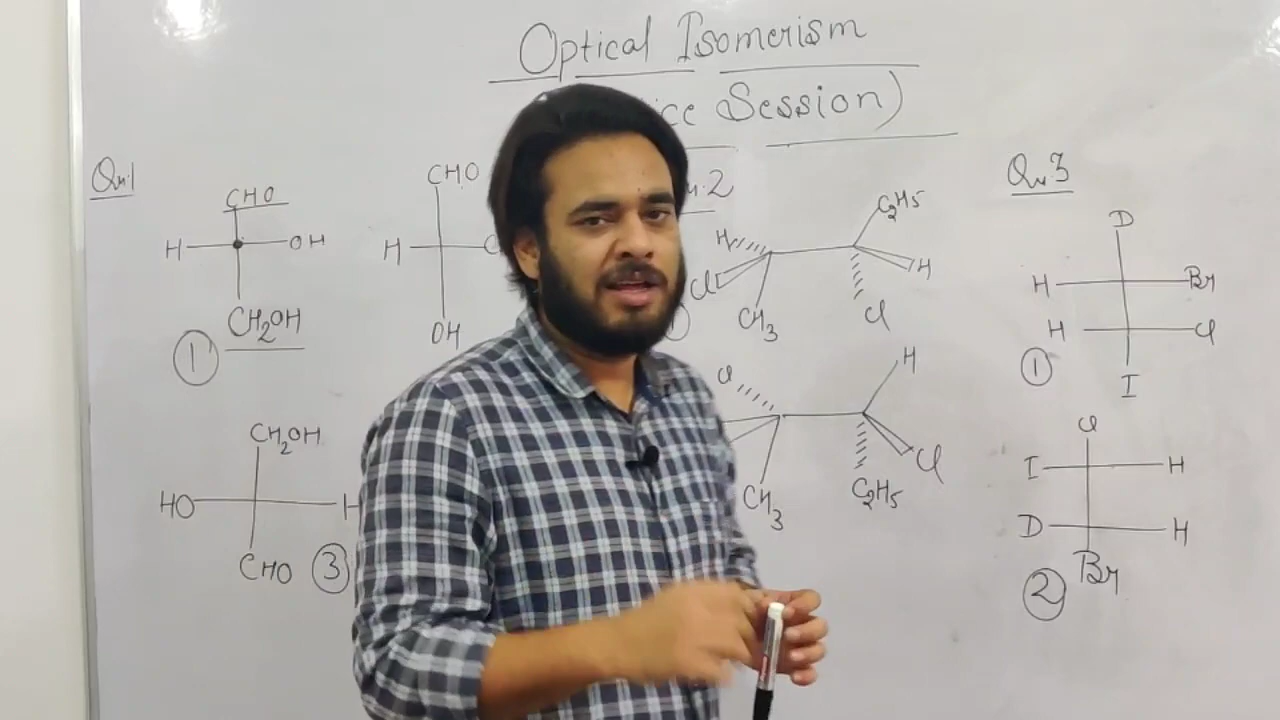 Optical Isomerism
Session)
Qu.1
CHO
H
OH
CH₂OH
①
CHO
H
OH
CH₂OH
HO
H
CHO
③
2
C₂H₅
H
H
Cl
CH₃
Cl
H
Cl
Cl
CH₃
C₂H₅
Qu.3
D
H
Br
H
Cl
①
I
Cl
I
H
D
H
Br
②